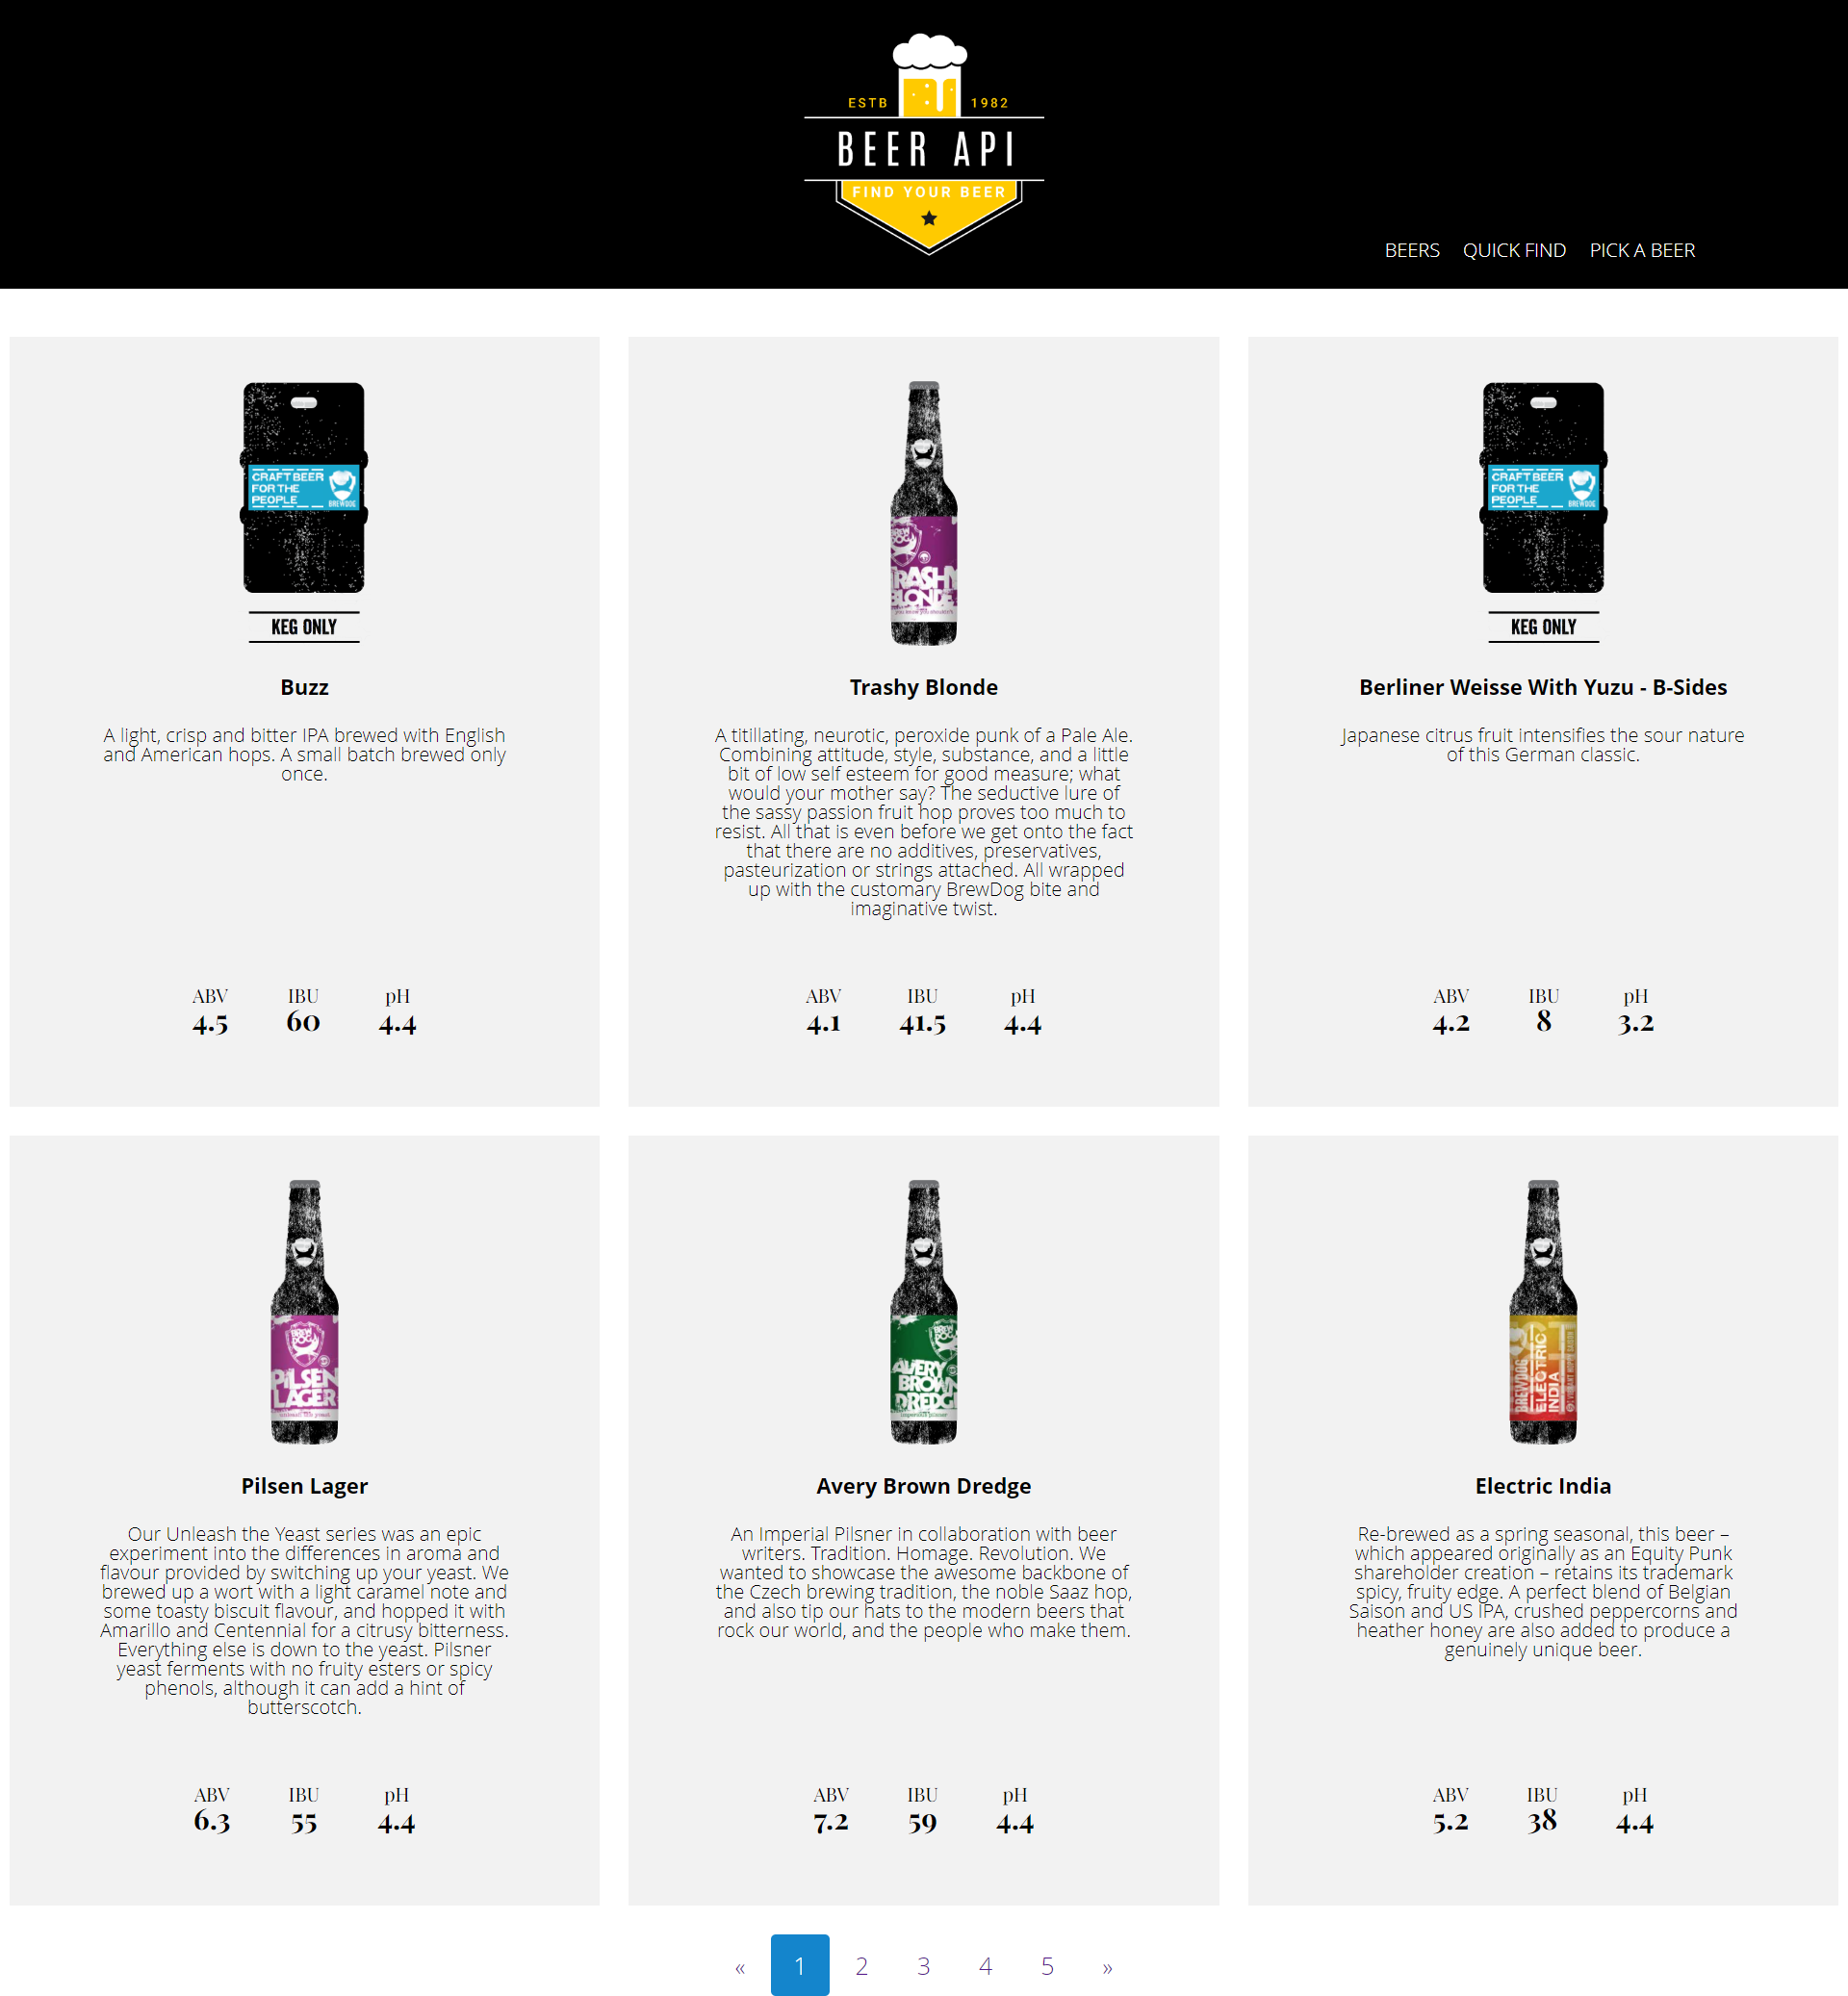 ESTB 1982
BEER API
FIND YOUR BEER
BEERS QUICK FIND PICK A BEER
CRAFT BEER
FOR THE
PEOPLE
BREWDOG
KEG ONLY
Buzz
A light, crisp and bitter IPA brewed with English
and American hops. A small batch brewed only
once.
ABV IBU pH
4.5 60 4.4
BREW
DOG
TRASHY
BLONDE
Trashy Blonde
A titillating, neurotic, peroxide punk of a Pale Ale.
Combining attitude, style, substance, and a little
bit of low self esteem for good measure; what
would your mother say? The seductive lure of
the sassy passion fruit hop proves too much to
resist. All that is even before we get onto the fact
that there are no additives, preservatives,
pasteurization or strings attached. All wrapped
up with the customary BrewDog bite and
imaginative twist.
ABV IBU pH
4.1 41.5 4.4
CRAFT BEER
FOR THE
PEOPLE
BREWDOG
KEG ONLY
Berliner Weisse With Yuzu - B-Sides
Japanese citrus fruit intensifies the sour nature
of this German classic.
ABV IBU pH
4.2 8 3.2
BREW
DOG
PILSEN
LAGER
Pilsen Lager
Our Unleash the Yeast series was an epic
experiment into the differences in aroma and
flavour provided by switching up your yeast. We
brewed up a wort with a light caramel note and
some toasty biscuit flavour, and hopped it with
Amarillo and Centennial for a citrusy bitterness.
Everything else is down to the yeast. Pilsner
yeast ferments with no fruity esters or spicy
phenols, although it can add a hint of
butterscotch.
ABV IBU pH
6.3 55 4.4
BREW
DOG
AVERY
BROWN
DREDGE
imperial pilsner
Avery Brown Dredge
An Imperial Pilsner in collaboration with beer
writers. Tradition. Homage. Revolution. We
wanted to showcase the awesome backbone of
the Czech brewing tradition, the noble Saaz hop,
and also tip our hats to the modern beers that
rock our world, and the people who make them.
ABV IBU pH
7.2 59 4.4
BREWDOG
ELECTRIC
INDIA
Electric India
Re-brewed as a spring seasonal, this beer –
which appeared originally as an Equity Punk
shareholder creation – retains its trademark
spicy, fruity edge. A perfect blend of Belgian
Saison and US IPA, crushed peppercorns and
heather honey are also added to produce a
genuinely unique beer.
ABV IBU pH
5.2 38 4.4
« 1 2 3 4 5 »